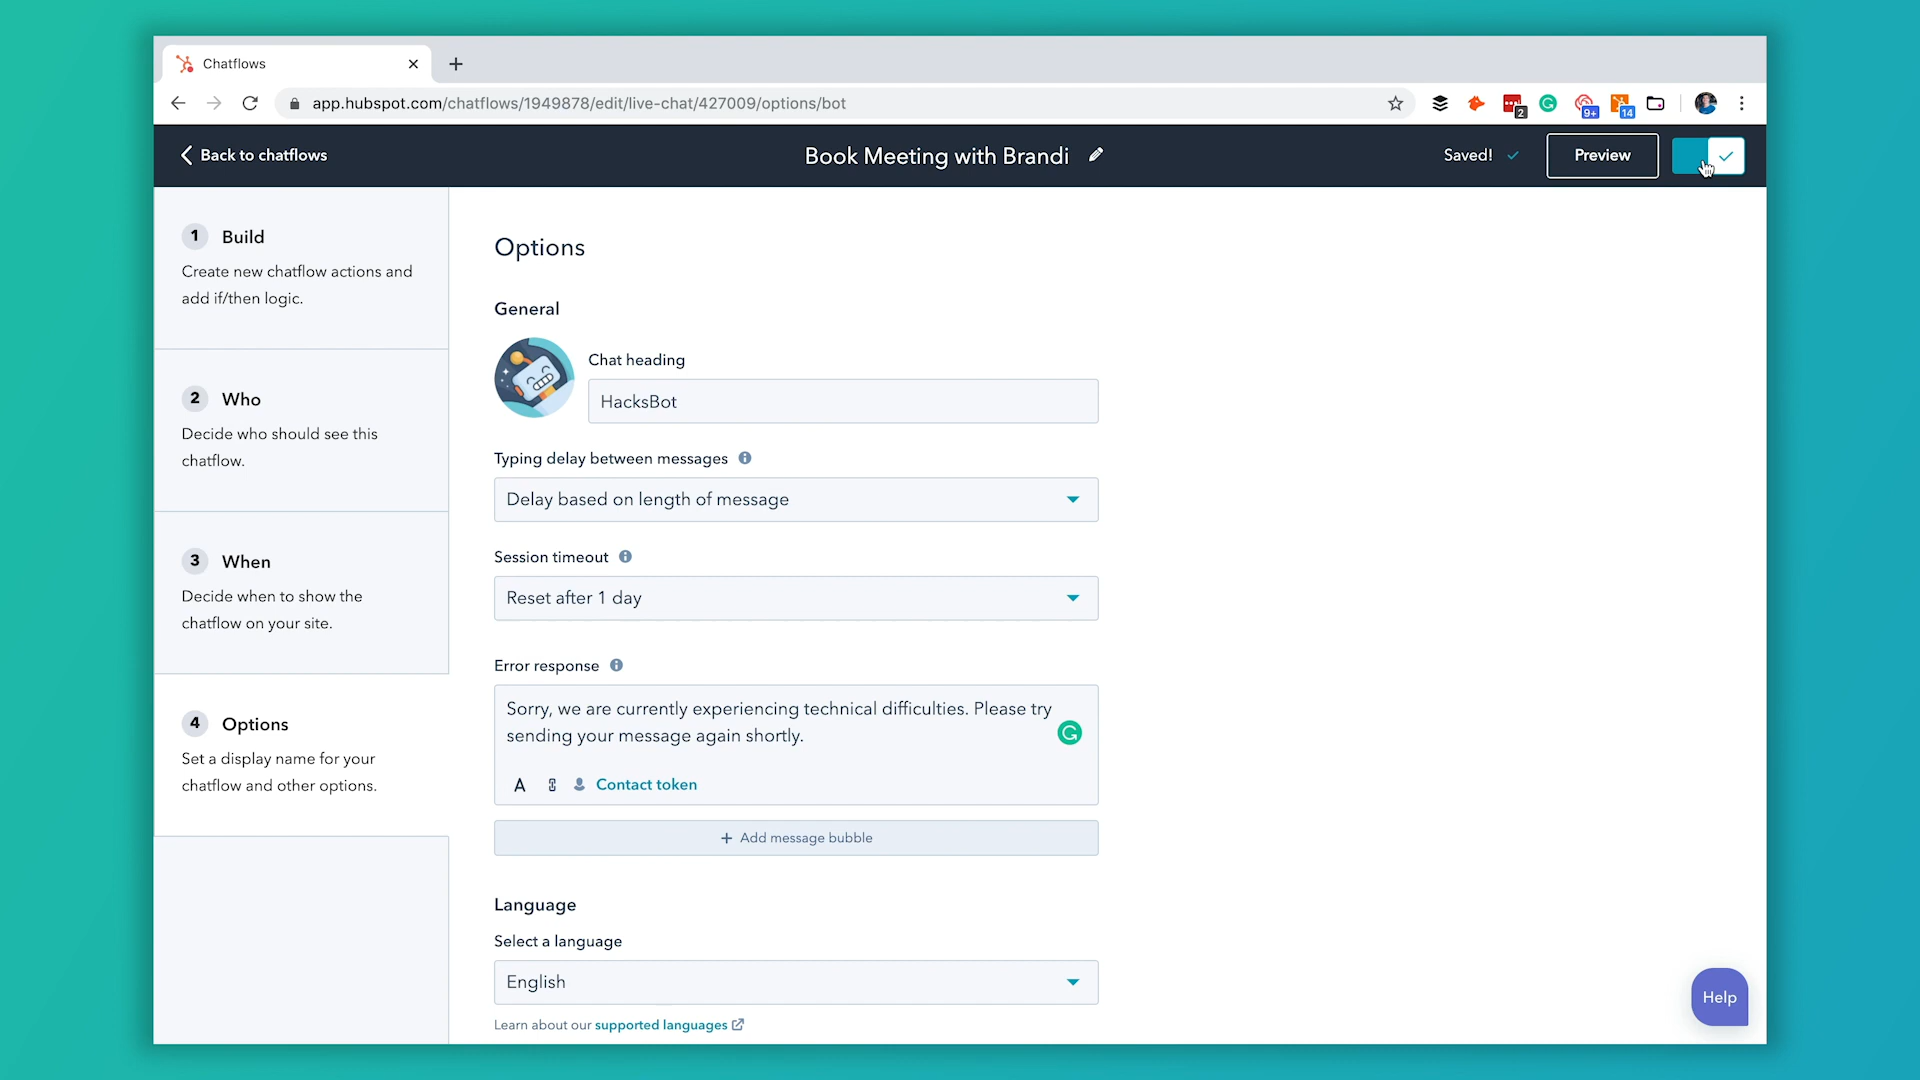 Chatflows
app.hubspot.com/chatflows/1949878/edit/live-chat/427009/options/bot
2
9+
14
Back to chatflows
Book Meeting with Brandi
Saved!
Preview
1 Build
Create new chatflow actions and
add if/then logic.
2 Who
Decide who should see this
chatflow.
3 When
Decide when to show the
chatflow on your site.
4 Options
Set a display name for your
chatflow and other options.
Options
General
Chat heading
HacksBot
Typing delay between messages
Delay based on length of message
Session timeout
Reset after 1 day
Error response
Sorry, we are currently experiencing technical difficulties. Please try
sending your message again shortly.
A Contact token
+ Add message bubble
Language
Select a language
English
Learn about our supported languages
Help